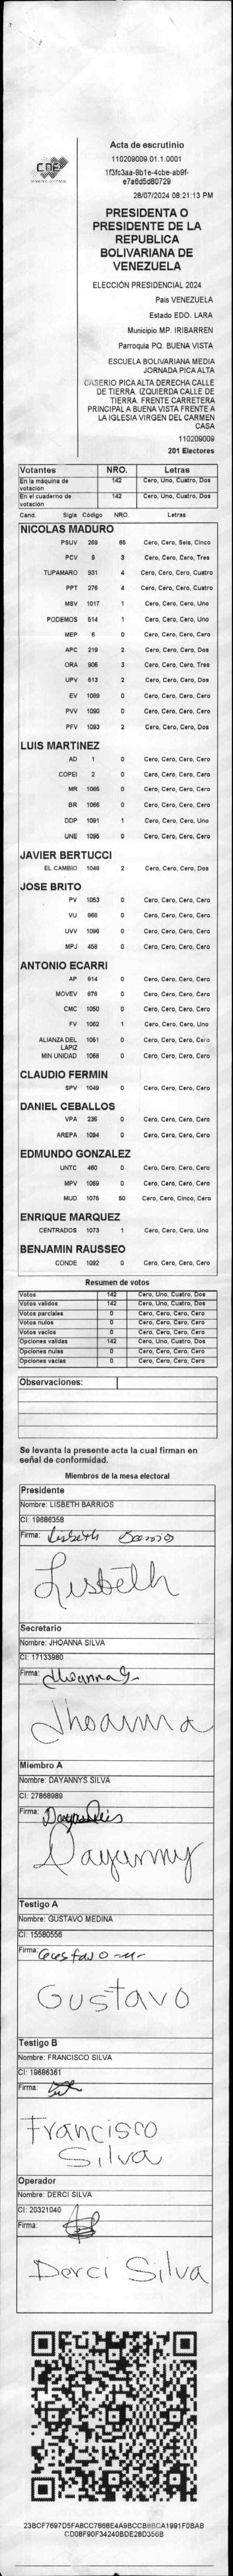 CNE
Acta de escrutinio
110209009.01.1.0001
1f3fc3aa-9b1e-4cbe-ab9f-
e7a6d5d80729
28/07/2024 08:21:13 PM
PRESIDENTA O
PRESIDENTE DE LA
REPUBLICA
BOLIVARIANA DE
VENEZUELA
ELECCIÓN PRESIDENCIAL 2024
País VENEZUELA
Estado EDO. LARA
Municipio MP. IRIBARREN
Parroquia PQ. BUENA VISTA
ESCUELA BOLIVARIANA MEDIA
JORNADA PICA ALTA
CASERIO PICA ALTA DERECHA CALLE
DE TIERRA. IZQUIERDA CALLE DE
TIERRA. FRENTE CARRETERA
PRINCIPAL A BUENA VISTA FRENTE A
LA IGLESIA VIRGEN DEL CARMEN
CASA
110209009
201 Electores
Votantes NRO. Letras
En la máquina de votación 142 Cero, Uno, Cuatro, Dos
En el cuaderno de votación 142 Cero, Uno, Cuatro, Dos
Cand. Sigla Código NRO. Letras
NICOLAS MADURO
PSUV 269 65 Cero, Cero, Seis, Cinco
PCV 9 3 Cero, Cero, Cero, Tres
TUPAMARO 931 4 Cero, Cero, Cero, Cuatro
PPT 276 4 Cero, Cero, Cero, Cuatro
MSV 1017 1 Cero, Cero, Cero, Uno
PODEMOS 514 1 Cero, Cero, Cero, Uno
MEP 6 0 Cero, Cero, Cero, Cero
APC 219 2 Cero, Cero, Cero, Dos
ORA 906 3 Cero, Cero, Cero, Tres
UPV 613 2 Cero, Cero, Cero, Dos
EV 1089 0 Cero, Cero, Cero, Cero
PVV 1090 0 Cero, Cero, Cero, Cero
PFV 1093 2 Cero, Cero, Cero, Dos
LUIS MARTINEZ
AD 1 0 Cero, Cero, Cero, Cero
COPEI 2 0 Cero, Cero, Cero, Cero
MR 1065 0 Cero, Cero, Cero, Cero
BR 1066 0 Cero, Cero, Cero, Cero
DDP 1091 1 Cero, Cero, Cero, Uno
UNE 1095 0 Cero, Cero, Cero, Cero
JAVIER BERTUCCI
EL CAMBIO 1046 2 Cero, Cero, Cero, Dos
JOSE BRITO
PV 1053 0 Cero, Cero, Cero, Cero
VU 868 0 Cero, Cero, Cero, Cero
UVV 1096 0 Cero, Cero, Cero, Cero
MPJ 458 0 Cero, Cero, Cero, Cero
ANTONIO ECARRI
AP 814 0 Cero, Cero, Cero, Cero
MOVEV 878 0 Cero, Cero, Cero, Cero
CMC 1050 0 Cero, Cero, Cero, Cero
FV 1062 1 Cero, Cero, Cero, Uno
ALIANZA DEL LAPIZ 1051 0 Cero, Cero, Cero, Cero
MIN UNIDAD 1068 0 Cero, Cero, Cero, Cero
CLAUDIO FERMIN
SPV 1049 0 Cero, Cero, Cero, Cero
DANIEL CEBALLOS
VPA 236 0 Cero, Cero, Cero, Cero
AREPA 1094 0 Cero, Cero, Cero, Cero
EDMUNDO GONZALEZ
UNTC 460 0 Cero, Cero, Cero, Cero
MPV 1069 0 Cero, Cero, Cero, Cero
MUD 1076 50 Cero, Cero, Cinco, Cero
ENRIQUE MARQUEZ
CENTRADOS 1073 1 Cero, Cero, Cero, Uno
BENJAMIN RAUSSEO
CONDE 1092 0 Cero, Cero, Cero, Cero
Resumen de votos
Votos 142 Cero, Uno, Cuatro, Dos
Votos validos 142 Cero, Uno, Cuatro, Dos
Votos parciales 0 Cero, Cero, Cero, Cero
Votos nulos 0 Cero, Cero, Cero, Cero
Votos vacios 0 Cero, Cero, Cero, Cero
Opciones validas 142 Cero, Uno, Cuatro, Dos
Opciones nulas 0 Cero, Cero, Cero, Cero
Opciones vacias 0 Cero, Cero, Cero, Cero
Observaciones:
Se levanta la presente acta la cual firman en
señal de conformidad.
Miembros de la mesa electoral
Presidente
Nombre: LISBETH BARRIOS
CI: 19686358
Firma: Lisbeth Barrios
Lisbeth
Secretario
Nombre: JHOANNA SILVA
CI: 17133980
Firma: Jhoanna S
Jhoanna
Miembro A
Nombre: DAYANNYS SILVA
CI: 27868989
Firma:
Dayanny
Testigo A
Nombre: GUSTAVO MEDINA
CI: 15580556
Firma: Gustavo M
Gustavo
Testigo B
Nombre: FRANCISCO SILVA
CI: 19686361
Firma:
Francisco
Silva
Operador
Nombre: DERCI SILVA
CI: 20321040
Firma:
Derci Silva